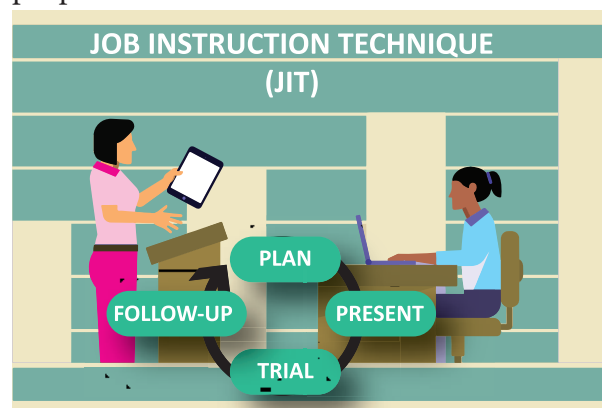 JOB INSTRUCTION TECHNIQUE
(JIT)
PLAN
FOLLOW-UP
PRESENT
TRIAL